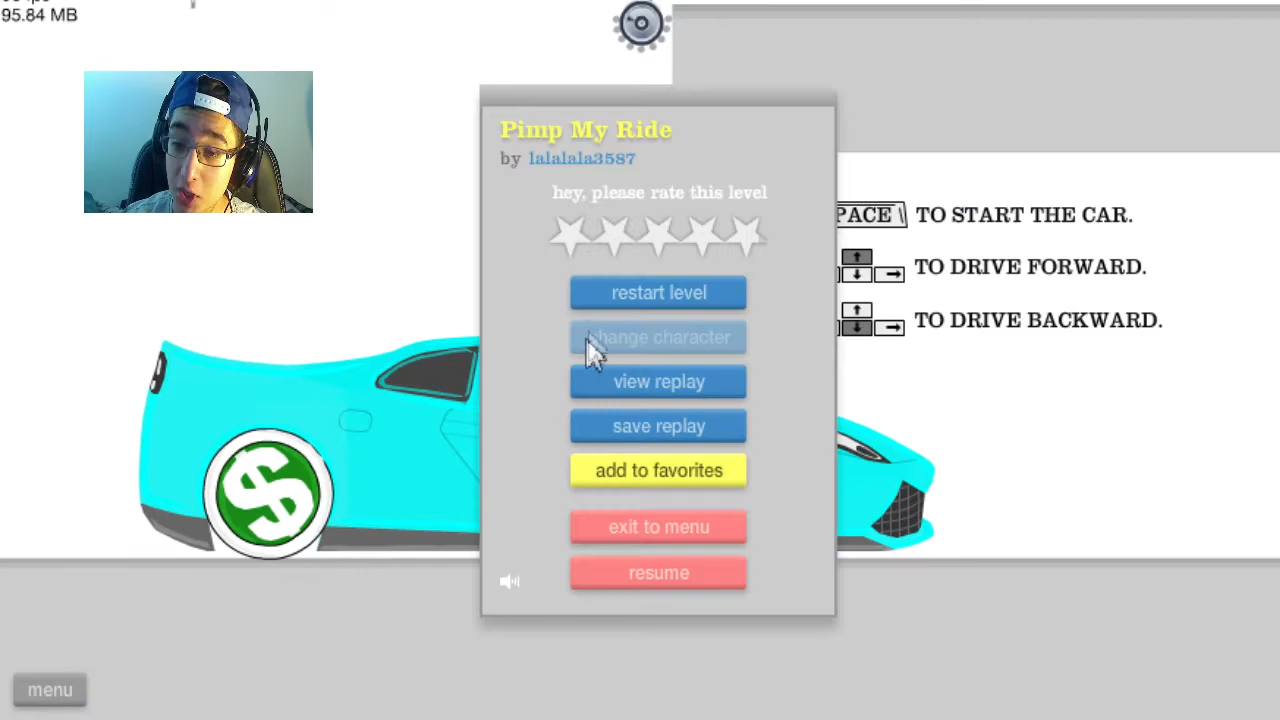 95.84 MB
Pimp My Ride
by lalalala3587
hey, please rate this level
restart level
change character
view replay
save replay
add to favorites
exit to menu
resume
TO START THE CAR.
TO DRIVE FORWARD.
TO DRIVE BACKWARD.
$
menu